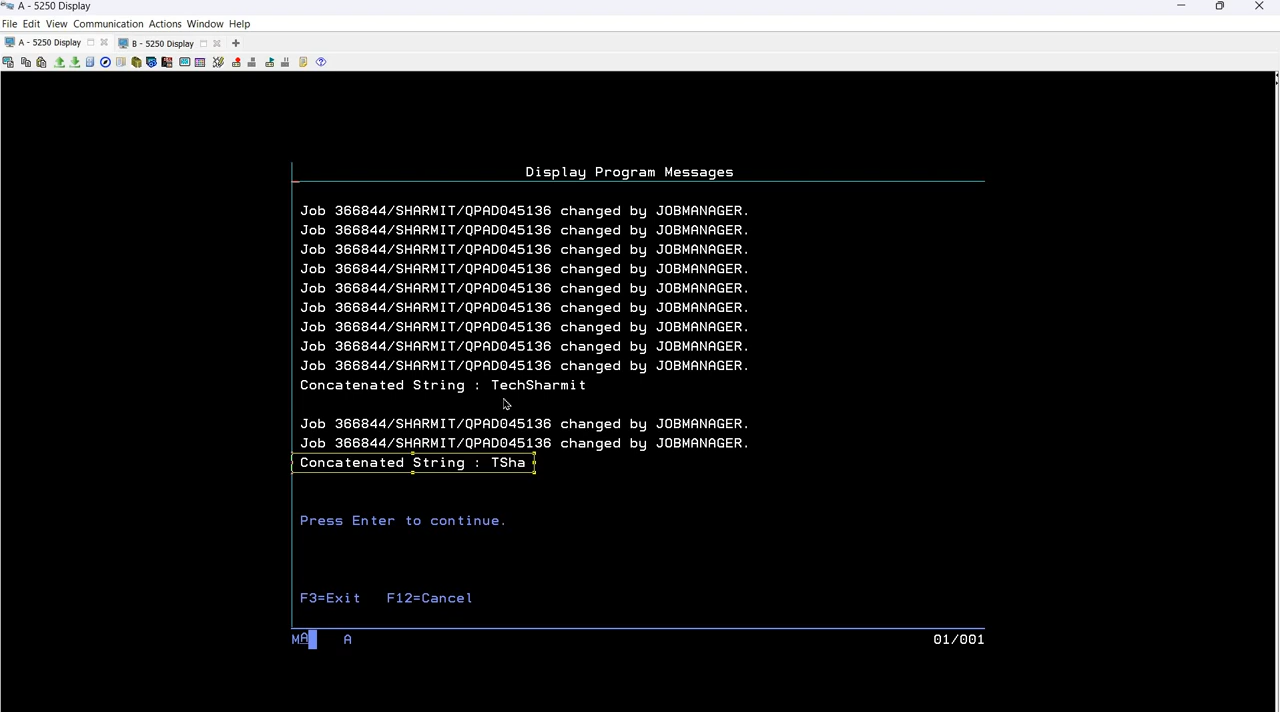 A - 5250 Display
File Edit View Communication Actions Window Help
A - 5250 Display B - 5250 Display
Display Program Messages
Job 366844/SHARMIT/QPAD045136 changed by JOBMANAGER.
Job 366844/SHARMIT/QPAD045136 changed by JOBMANAGER.
Job 366844/SHARMIT/QPAD045136 changed by JOBMANAGER.
Job 366844/SHARMIT/QPAD045136 changed by JOBMANAGER.
Job 366844/SHARMIT/QPAD045136 changed by JOBMANAGER.
Job 366844/SHARMIT/QPAD045136 changed by JOBMANAGER.
Job 366844/SHARMIT/QPAD045136 changed by JOBMANAGER.
Job 366844/SHARMIT/QPAD045136 changed by JOBMANAGER.
Job 366844/SHARMIT/QPAD045136 changed by JOBMANAGER.
Concatenated String : TechSharmit
Job 366844/SHARMIT/QPAD045136 changed by JOBMANAGER.
Job 366844/SHARMIT/QPAD045136 changed by JOBMANAGER.
Concatenated String : TSha
Press Enter to continue.
F3=Exit F12=Cancel
MA A 01/001